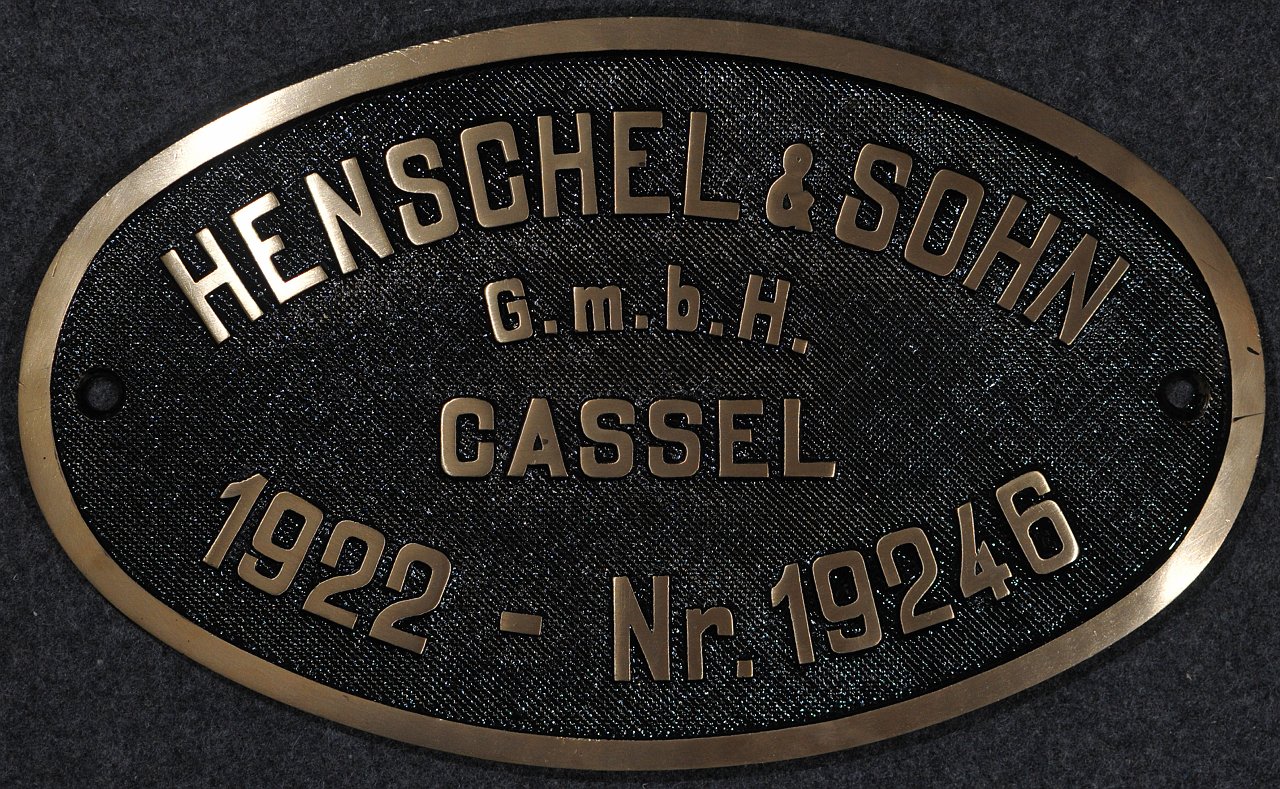 HENSCHEL & SOHN
G.m.b.H.
CASSEL
1922 - Nr. 19246